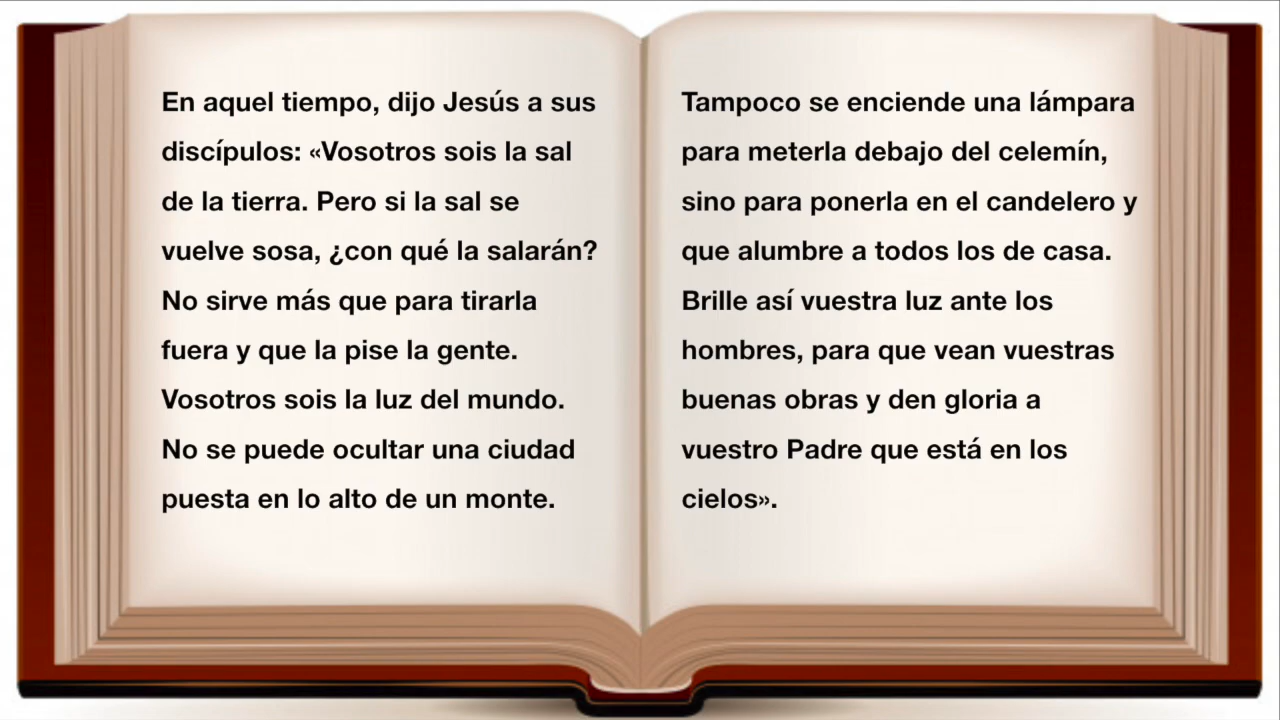 En aquel tiempo, dijo Jesús a sus
discípulos: «Vosotros sois la sal
de la tierra. Pero si la sal se
vuelve sosa, ¿con qué la salarán?
No sirve más que para tirarla
fuera y que la pise la gente.
Vosotros sois la luz del mundo.
No se puede ocultar una ciudad
puesta en lo alto de un monte.
Tampoco se enciende una lámpara
para meterla debajo del celemín,
sino para ponerla en el candelero y
que alumbre a todos los de casa.
Brille así vuestra luz ante los
hombres, para que vean vuestras
buenas obras y den gloria a
vuestro Padre que está en los
cielos».